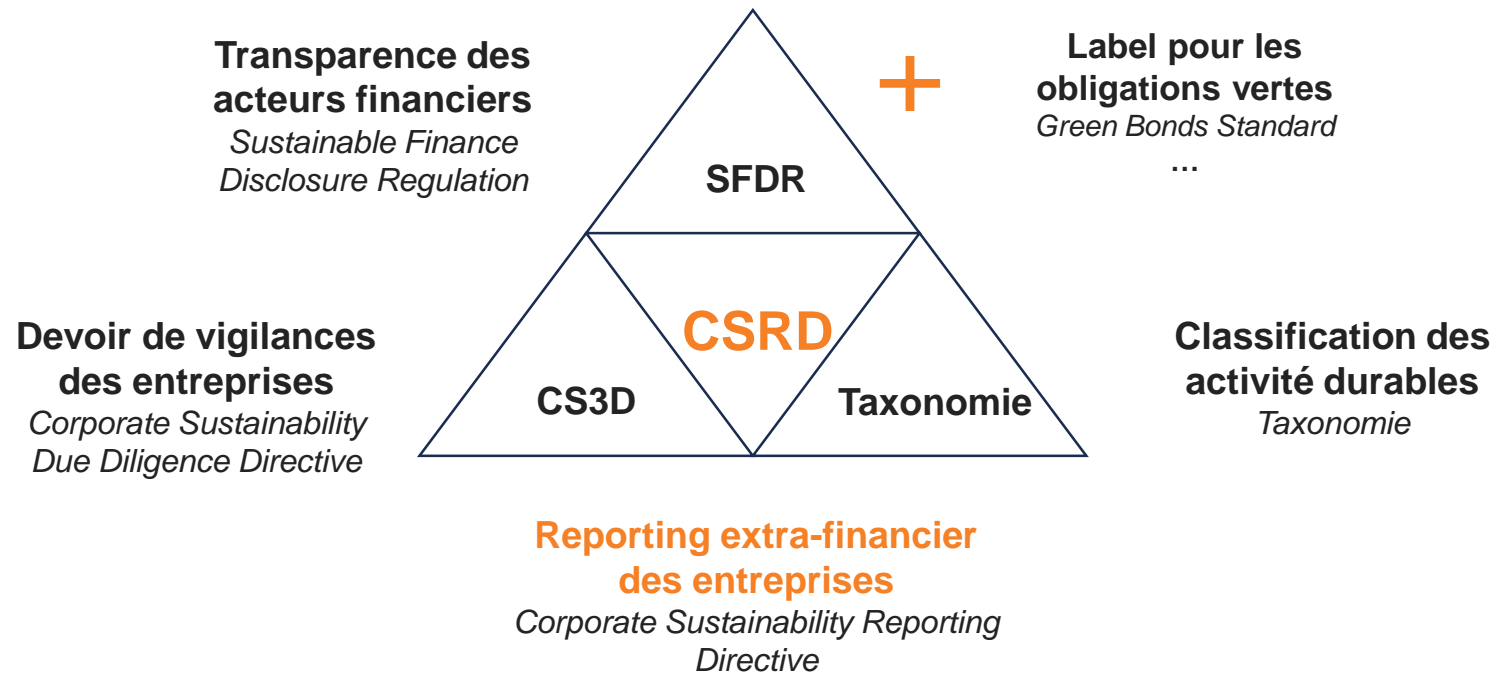 Transparence des
acteurs financiers
Sustainable Finance
Disclosure Regulation
+
Label pour les
obligations vertes
Green Bonds Standard
...
SFDR
Devoir de vigilances
des entreprises
Corporate Sustainability
Due Diligence Directive
CSRD
CS3D
Taxonomie
Classification des
activité durables
Taxonomie
Reporting extra-financier
des entreprises
Corporate Sustainability Reporting
Directive